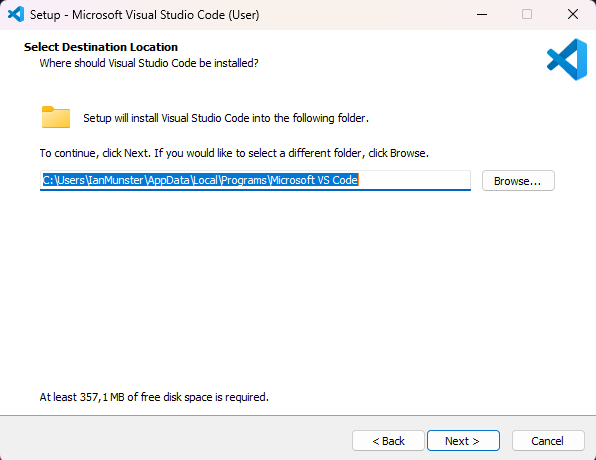 Setup - Microsoft Visual Studio Code (User)
Select Destination Location
Where should Visual Studio Code be installed?
Setup will install Visual Studio Code into the following folder.
To continue, click Next. If you would like to select a different folder, click Browse.
C:\Users\IanMunster\AppData\Local\Programs\Microsoft VS Code
Browse...
At least 357,1 MB of free disk space is required.
< Back
Next >
Cancel